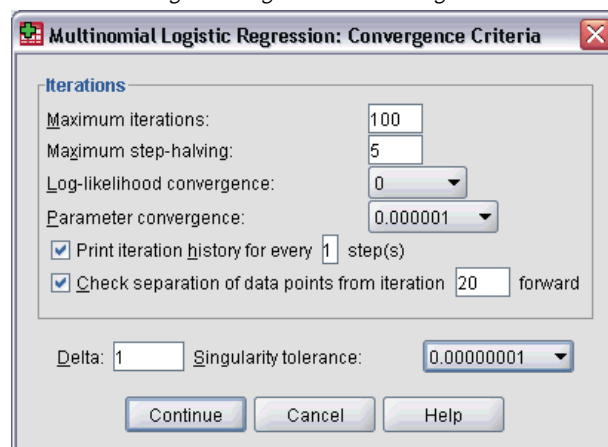 Multinomial Logistic Regression: Convergence Criteria
Iterations
Maximum iterations: 100
Maximum step-halving: 5
Log-likelihood convergence: 0
Parameter convergence: 0.000001
Print iteration history for every 1 step(s)
Check separation of data points from iteration 20 forward
Delta: 1 Singularity tolerance: 0.00000001
Continue Cancel Help